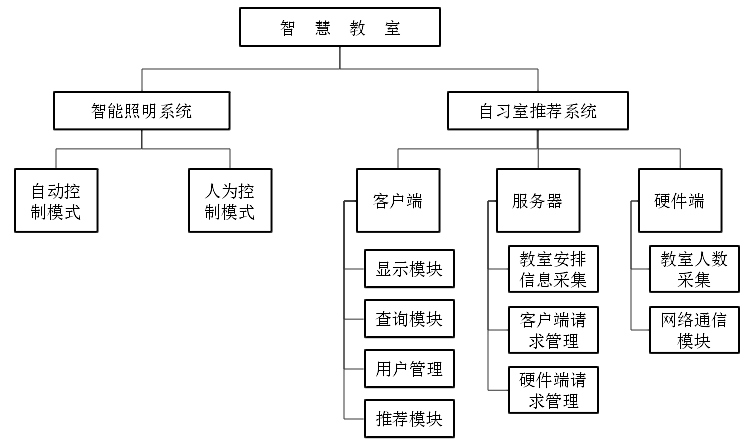 智 慧 教 室
智能照明系统
自习室推荐系统
自动控
制模式
人为控
制模式
客户端
服务器
硬件端
显示模块
查询模块
用户管理
推荐模块
教室安排
信息采集
客户端请
求管理
硬件端请
求管理
教室人数
采集
网络通信
模块